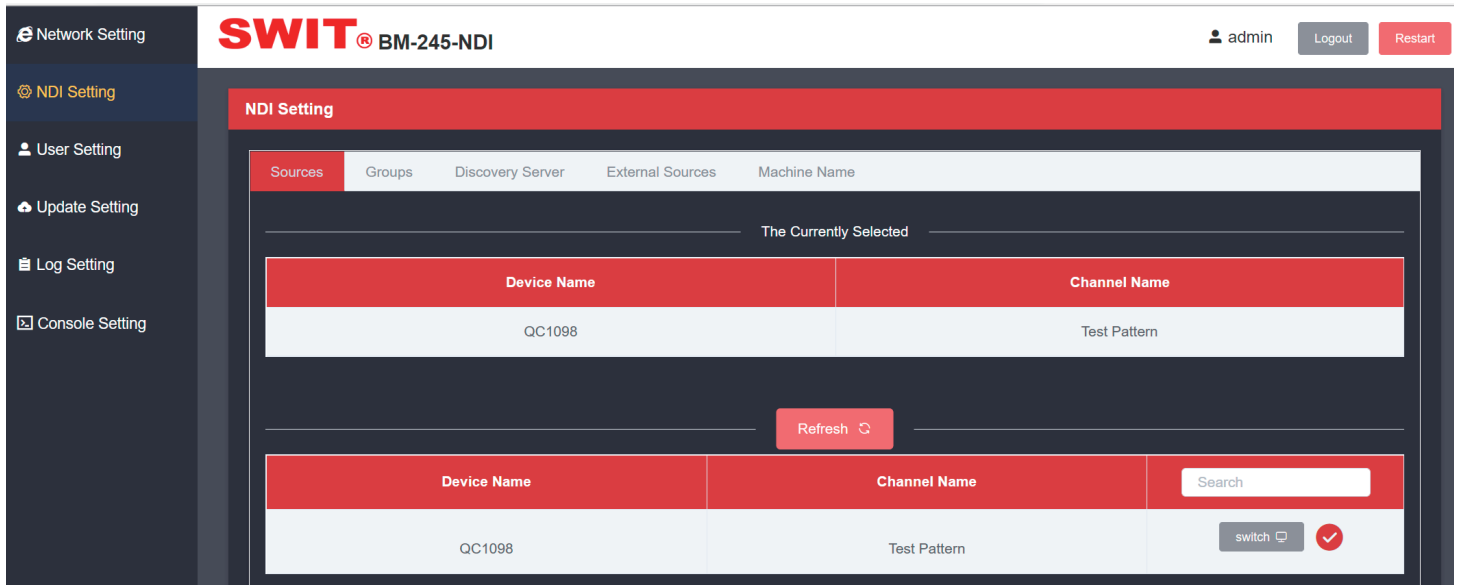 Network Setting
SWIT® BM-245-NDI
admin
Logout
Restart
NDI Setting
User Setting
Update Setting
Log Setting
Console Setting
NDI Setting
Sources Groups Discovery Server External Sources Machine Name
The Currently Selected
Device Name Channel Name
QC1098 Test Pattern
Refresh
Device Name Channel Name Search
QC1098 Test Pattern switch